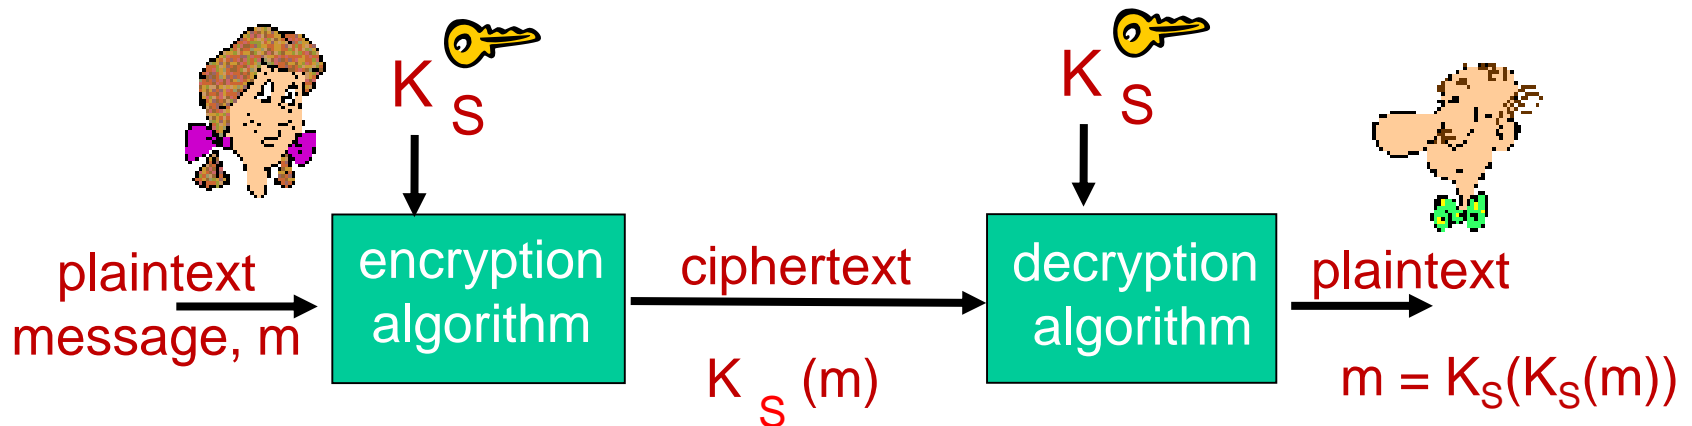 K S
K S
plaintext
message, m
encryption
algorithm
ciphertext
K S (m)
decryption
algorithm
plaintext
m = KS(KS(m))